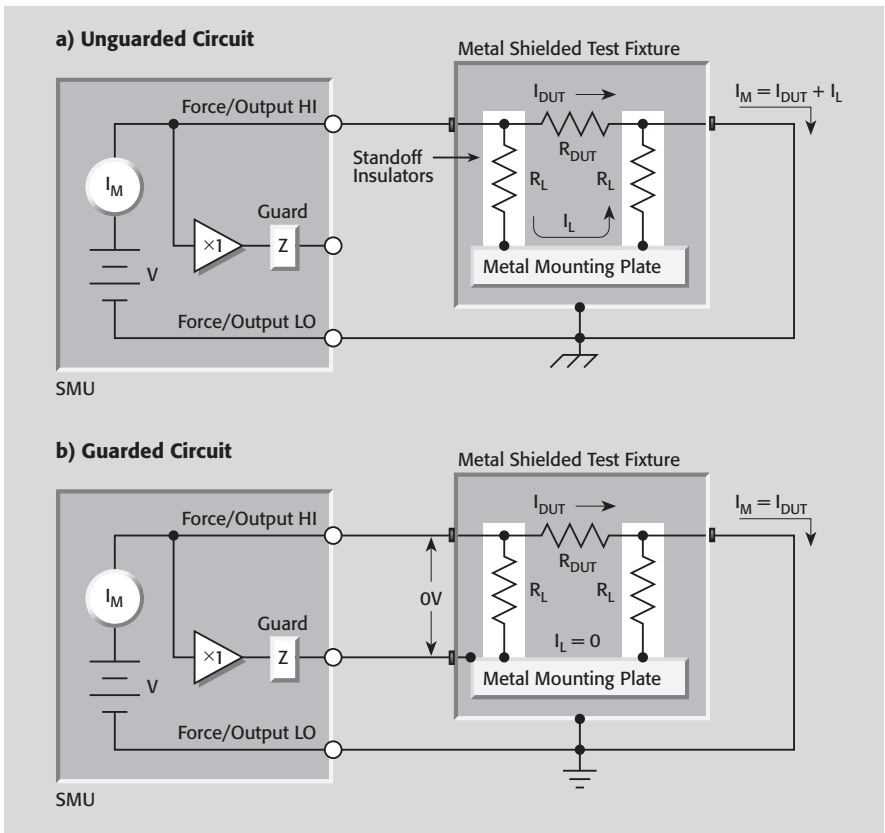 a) Unguarded Circuit
Metal Shielded Test Fixture
Force/Output HI
I_DUT
I_M = I_DUT + I_L
R_DUT
Standoff
Insulators
R_L
R_L
I_M
Guard
×1
Z
I_L
V
Metal Mounting Plate
Force/Output LO
SMU
b) Guarded Circuit
Metal Shielded Test Fixture
Force/Output HI
I_DUT
I_M = I_DUT
R_DUT
I_M
0V
R_L
R_L
Guard
×1
Z
I_L = 0
V
Metal Mounting Plate
Force/Output LO
SMU